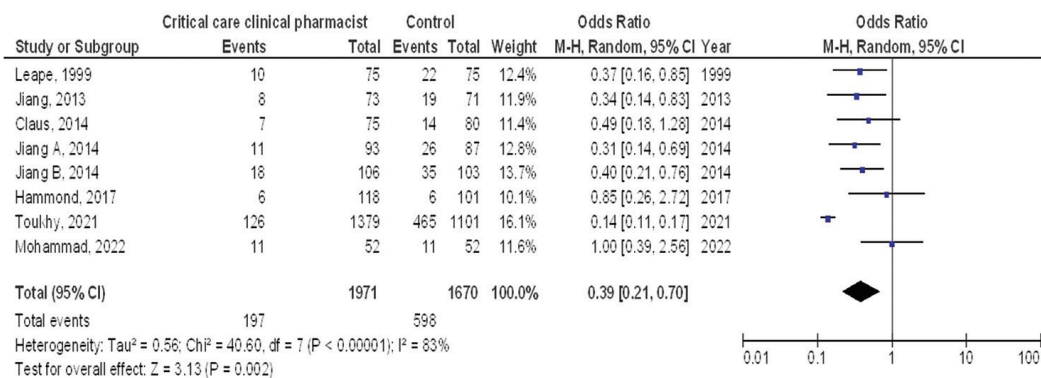 Critical care clinical pharmacist Control Odds Ratio Odds Ratio
Study or Subgroup Events Total Events Total Weight M-H, Random, 95% CI Year M-H, Random, 95% CI
Leape, 1999 10 75 22 75 12.4% 0.37 [0.16, 0.85] 1999
Jiang, 2013 8 73 19 71 11.9% 0.34 [0.14, 0.83] 2013
Claus, 2014 7 75 14 80 11.4% 0.49 [0.18, 1.28] 2014
Jiang A, 2014 11 93 26 87 12.8% 0.31 [0.14, 0.69] 2014
Jiang B, 2014 18 106 35 103 13.7% 0.40 [0.21, 0.76] 2014
Hammond, 2017 6 118 6 101 10.1% 0.85 [0.26, 2.72] 2017
Toukhy, 2021 126 1379 465 1101 16.1% 0.14 [0.11, 0.17] 2021
Mohammad, 2022 11 52 11 52 11.6% 1.00 [0.39, 2.56] 2022
Total (95% CI) 1971 1670 100.0% 0.39 [0.21, 0.70]
Total events 197 598
Heterogeneity: Tau² = 0.56; Chi² = 40.60, df = 7 (P < 0.00001); I² = 83%
Test for overall effect: Z = 3.13 (P = 0.002)
0.01 0.1 1 10 100